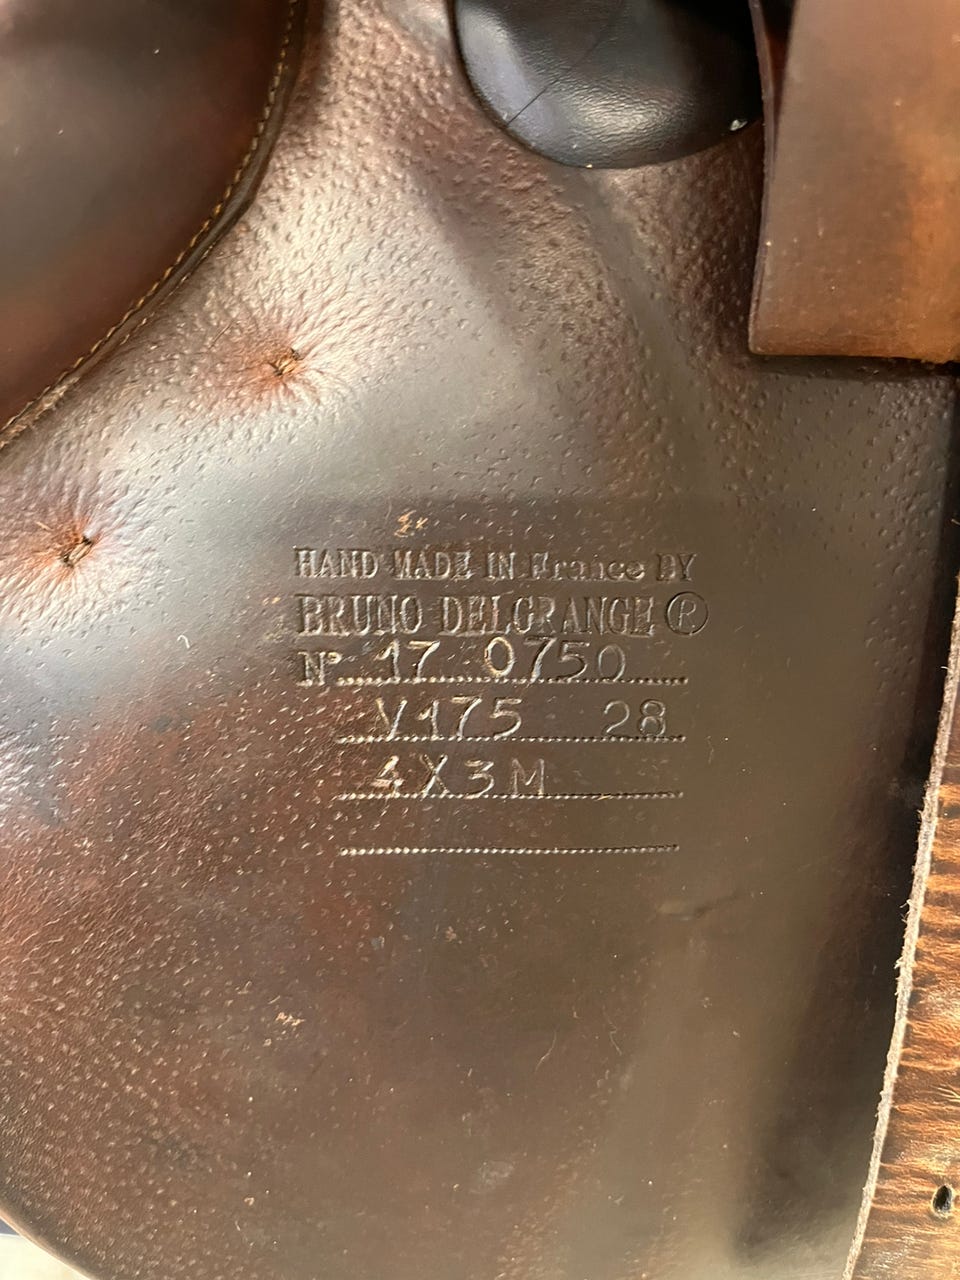 HAND MADE IN France BY
BRUNO DELGRANGE ®
N° 17 0750
V175 28
4X3M